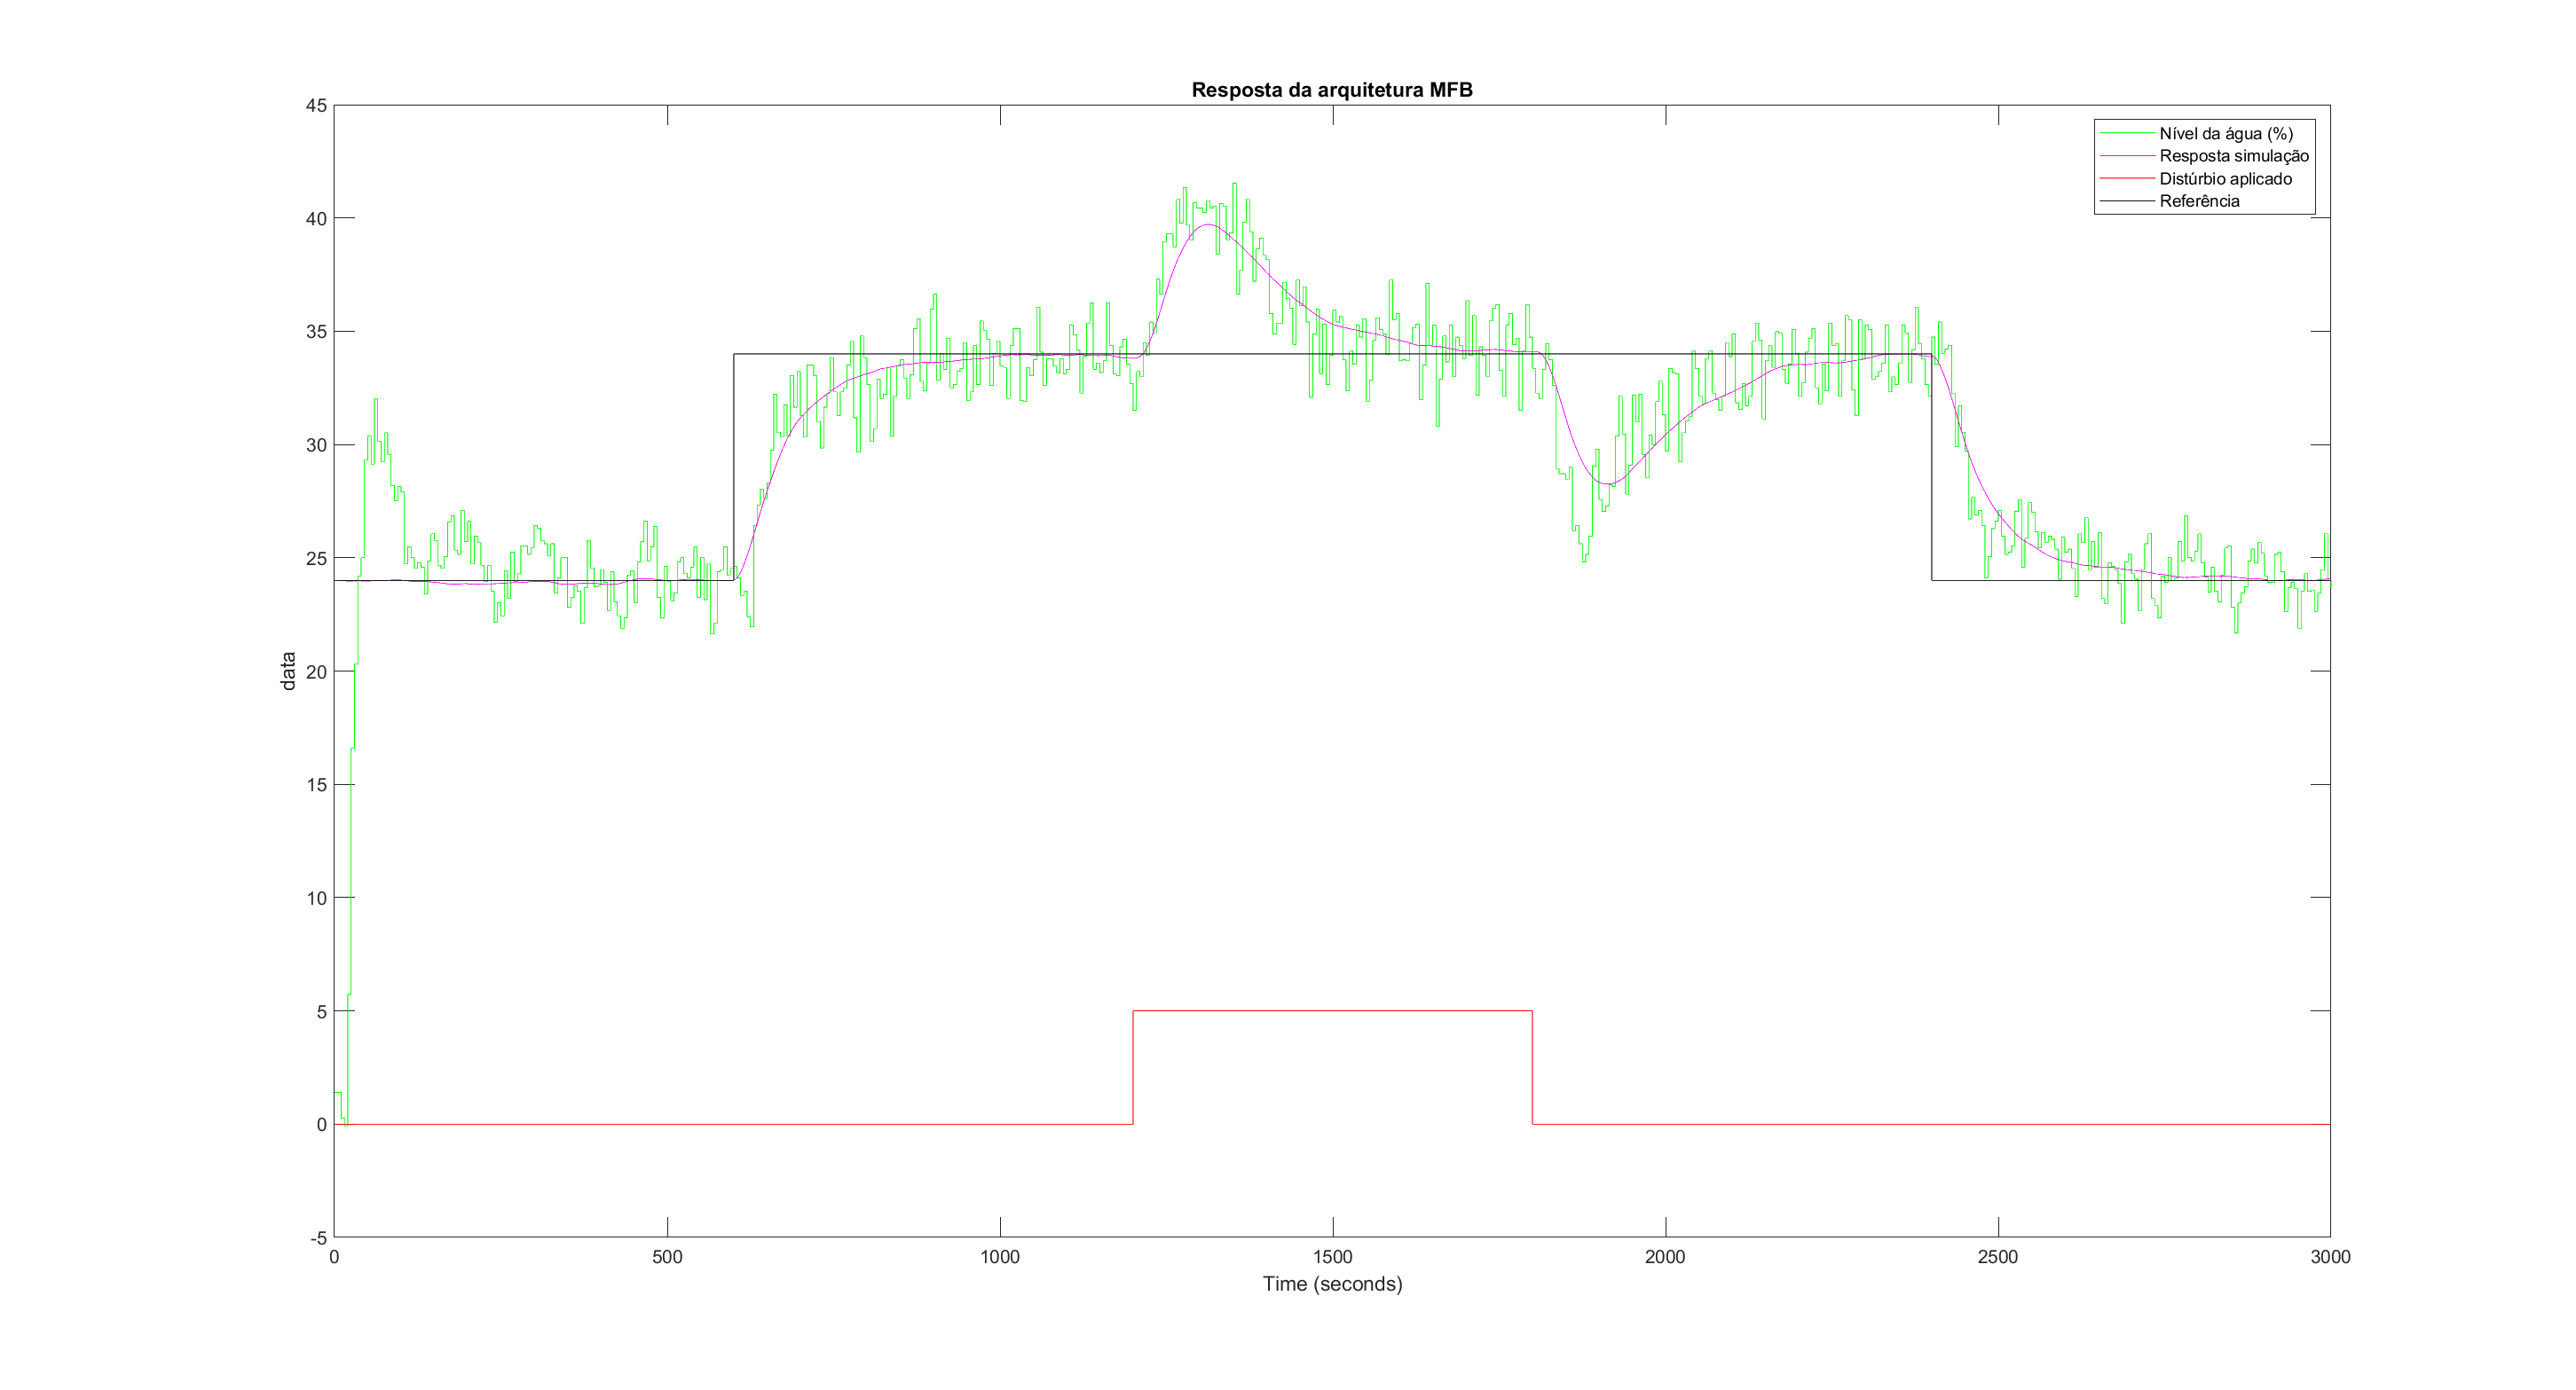 Resposta da arquitetura MFB
45
40
35
30
25
20
15
10
5
0
-5
data
0 500 1000 1500 2000 2500 3000
Time (seconds)
Nível da água (%)
Resposta simulação
Distúrbio aplicado
Referência